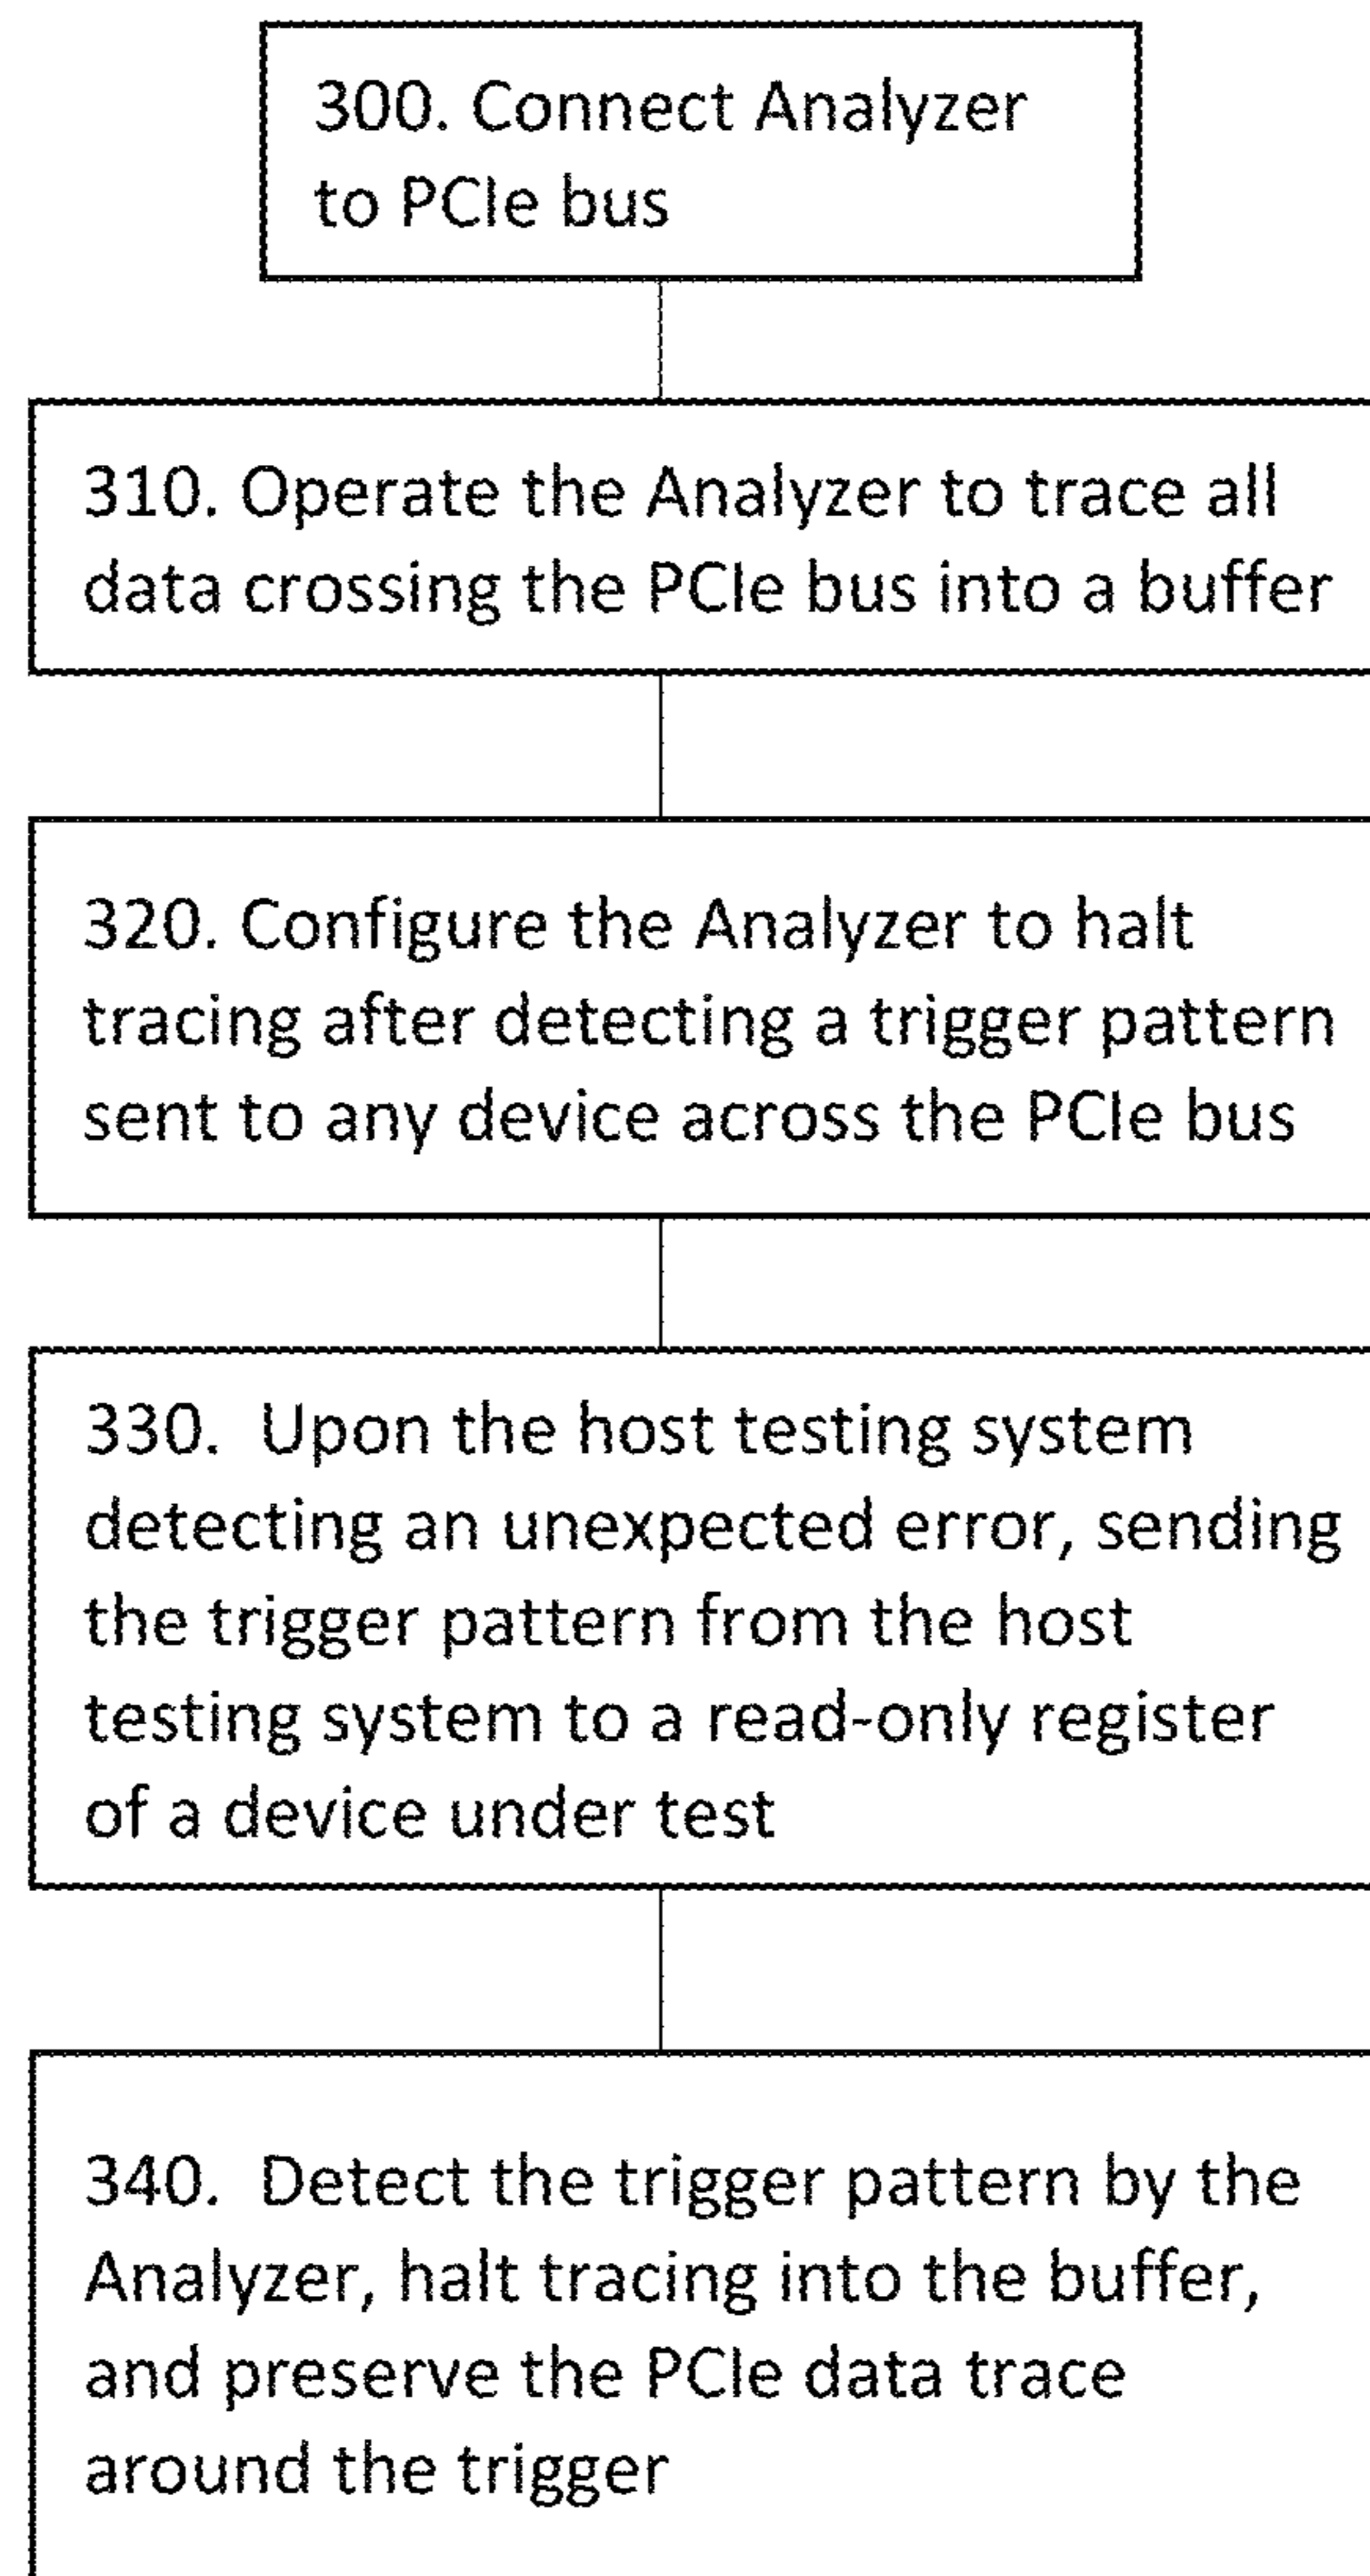 300. Connect Analyzer
to PCIe bus
310. Operate the Analyzer to trace all
data crossing the PCIe bus into a buffer
320. Configure the Analyzer to halt
tracing after detecting a trigger pattern
sent to any device across the PCIe bus
330.  Upon the host testing system
detecting an unexpected error, sending
the trigger pattern from the host
testing system to a read-only register
of a device under test
340.  Detect the trigger pattern by the
Analyzer, halt tracing into the buffer,
and preserve the PCIe data trace
around the trigger